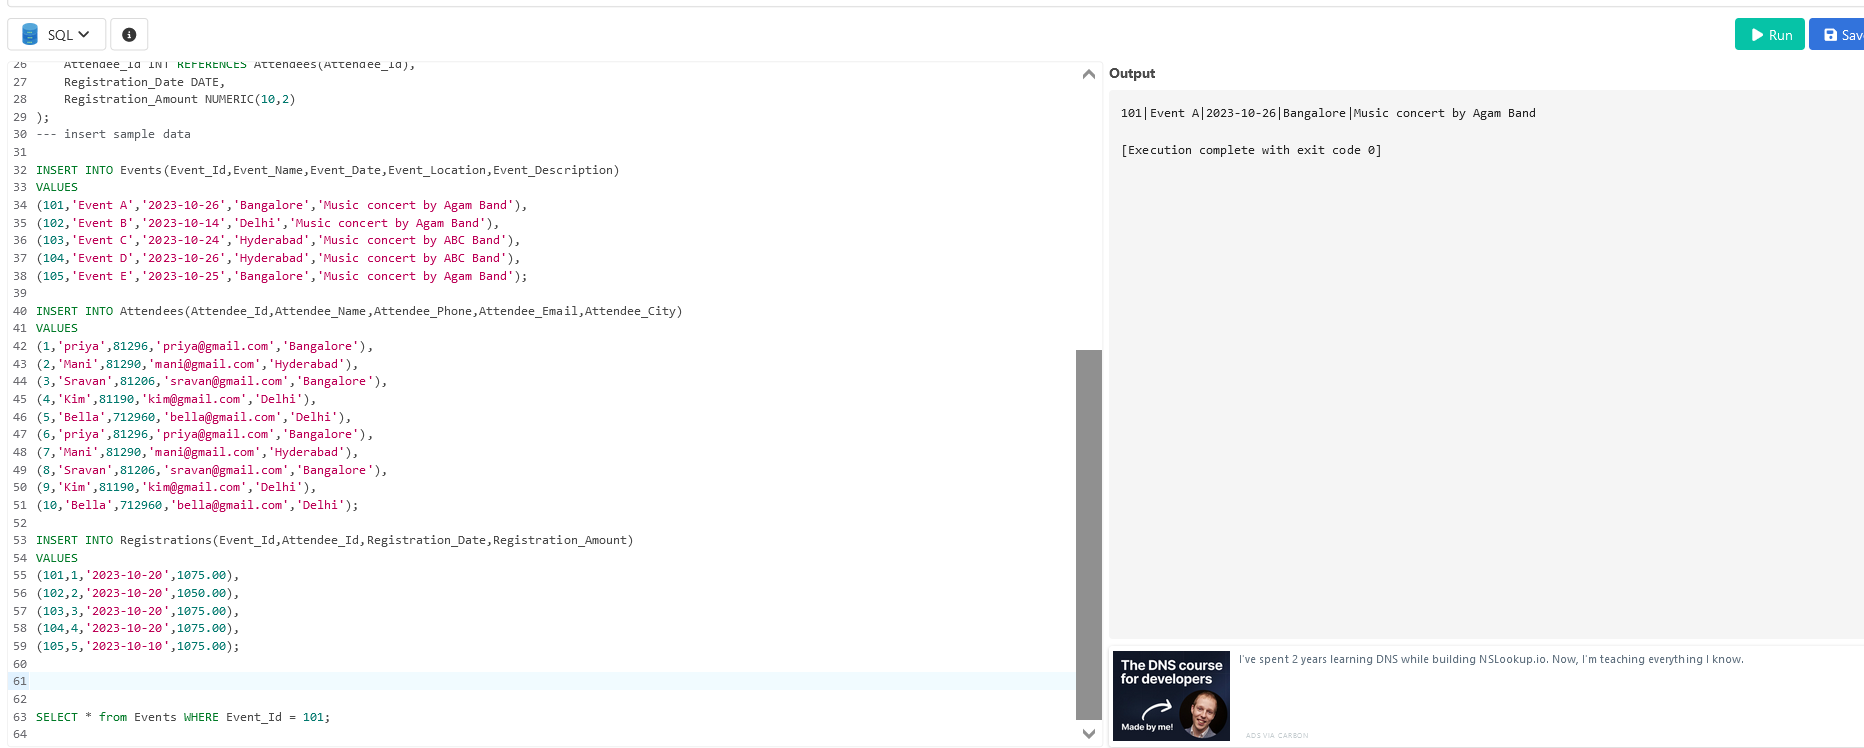 SQL
Run
Save
26 Attendee_Id INT REFERENCES Attendees(Attendee_Id),
27 Registration_Date DATE,
28 Registration_Amount NUMERIC(10,2)
29 );
30 --- insert sample data
31
32 INSERT INTO Events(Event_Id,Event_Name,Event_Date,Event_Location,Event_Description)
33 VALUES
34 (101,'Event A','2023-10-26','Bangalore','Music concert by Agam Band'),
35 (102,'Event B','2023-10-14','Delhi','Music concert by Agam Band'),
36 (103,'Event C','2023-10-24','Hyderabad','Music concert by ABC Band'),
37 (104,'Event D','2023-10-26','Hyderabad','Music concert by ABC Band'),
38 (105,'Event E','2023-10-25','Bangalore','Music concert by Agam Band');
39
40 INSERT INTO Attendees(Attendee_Id,Attendee_Name,Attendee_Phone,Attendee_Email,Attendee_City)
41 VALUES
42 (1,'priya',81296,'priya@gmail.com','Bangalore'),
43 (2,'Mani',81290,'mani@gmail.com','Hyderabad'),
44 (3,'Sravan',81206,'sravan@gmail.com','Bangalore'),
45 (4,'Kim',81190,'kim@gmail.com','Delhi'),
46 (5,'Bella',712960,'bella@gmail.com','Delhi'),
47 (6,'priya',81296,'priya@gmail.com','Bangalore'),
48 (7,'Mani',81290,'mani@gmail.com','Hyderabad'),
49 (8,'Sravan',81206,'sravan@gmail.com','Bangalore'),
50 (9,'Kim',81190,'kim@gmail.com','Delhi'),
51 (10,'Bella',712960,'bella@gmail.com','Delhi');
52
53 INSERT INTO Registrations(Event_Id,Attendee_Id,Registration_Date,Registration_Amount)
54 VALUES
55 (101,1,'2023-10-20',1075.00),
56 (102,2,'2023-10-20',1050.00),
57 (103,3,'2023-10-20',1075.00),
58 (104,4,'2023-10-20',1075.00),
59 (105,5,'2023-10-10',1075.00);
60
61
62
63 SELECT * from Events WHERE Event_Id = 101;
64
Output
101|Event A|2023-10-26|Bangalore|Music concert by Agam Band
[Execution complete with exit code 0]
The DNS course
for developers
Made by me!
I've spent 2 years learning DNS while building NSLookup.io. Now, I'm teaching everything I know.
ADS VIA CARBON